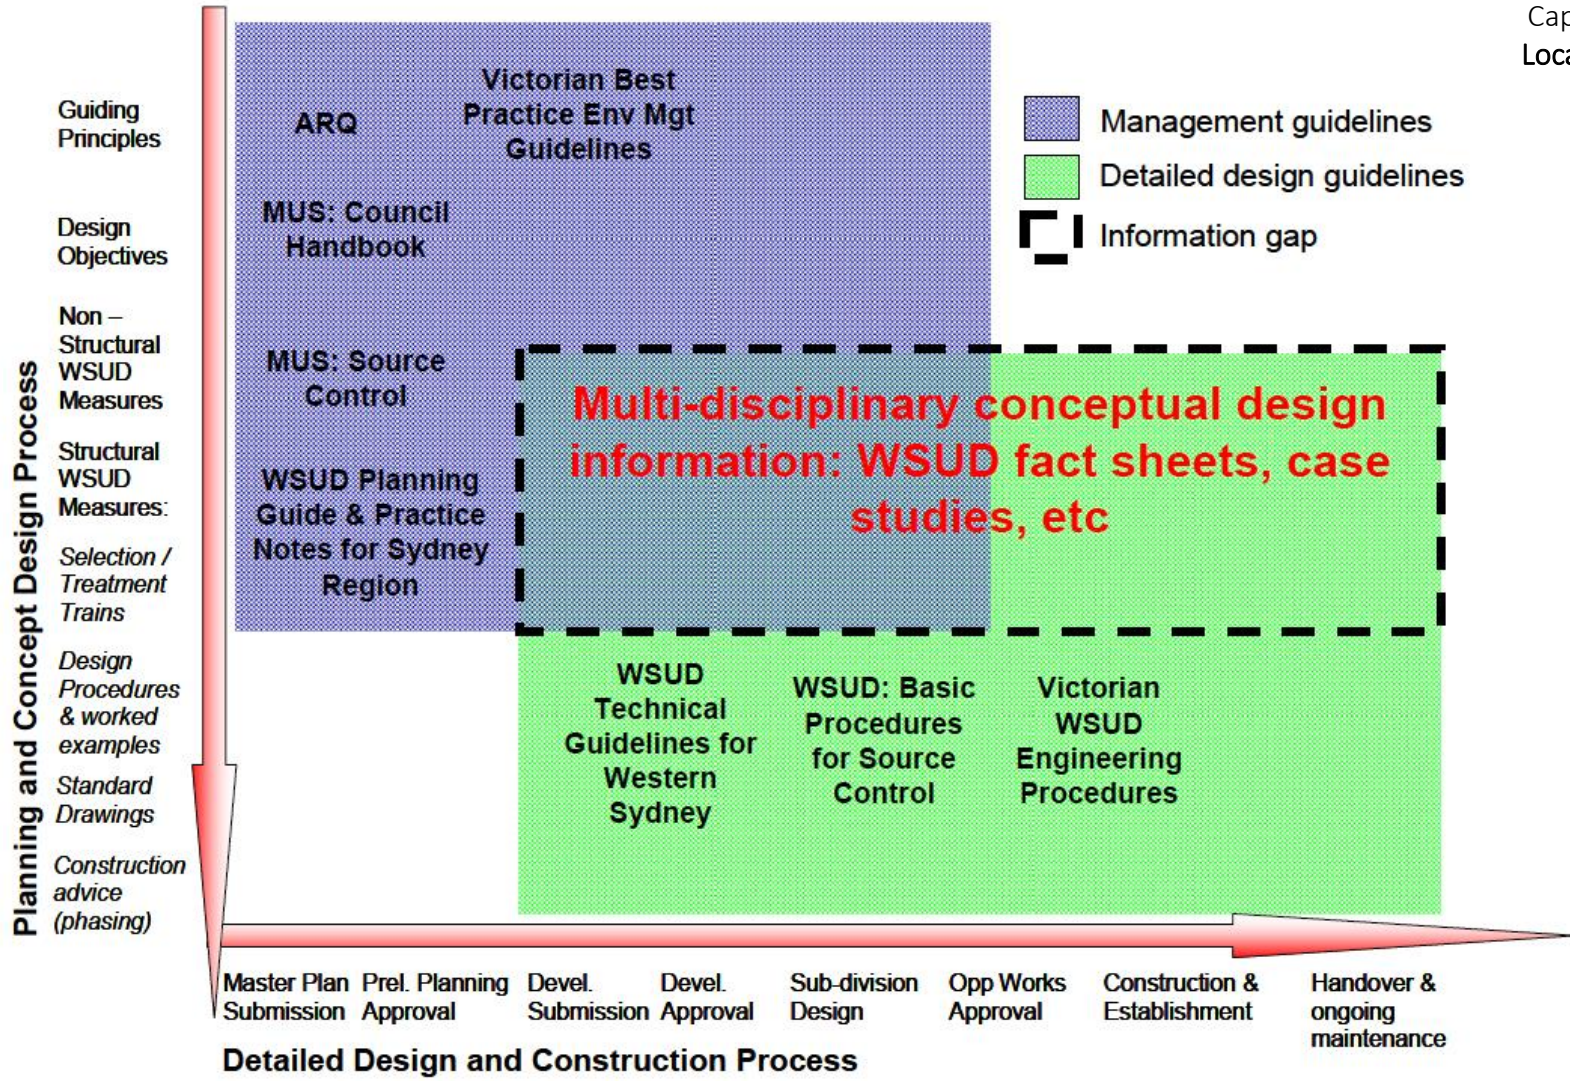 Cap
Loca
Guiding
Principles
Design
Objectives
Non –
Structural
WSUD
Measures
Structural
WSUD
Measures:
Selection /
Treatment
Trains
Design
Procedures
& worked
examples
Standard
Drawings
Construction
advice
(phasing)
Planning and Concept Design Process
ARQ
Victorian Best
Practice Env Mgt
Guidelines
MUS: Council
Handbook
MUS: Source
Control
WSUD Planning
Guide & Practice
Notes for Sydney
Region
Management guidelines
Detailed design guidelines
Information gap
Multi-disciplinary conceptual design
information: WSUD fact sheets, case
studies, etc
WSUD
Technical
Guidelines for
Western
Sydney
WSUD: Basic
Procedures
for Source
Control
Victorian
WSUD
Engineering
Procedures
Master Plan
Submission
Prel. Planning
Approval
Devel.
Submission
Devel.
Approval
Sub-division
Design
Opp Works
Approval
Construction &
Establishment
Handover &
ongoing
maintenance
Detailed Design and Construction Process